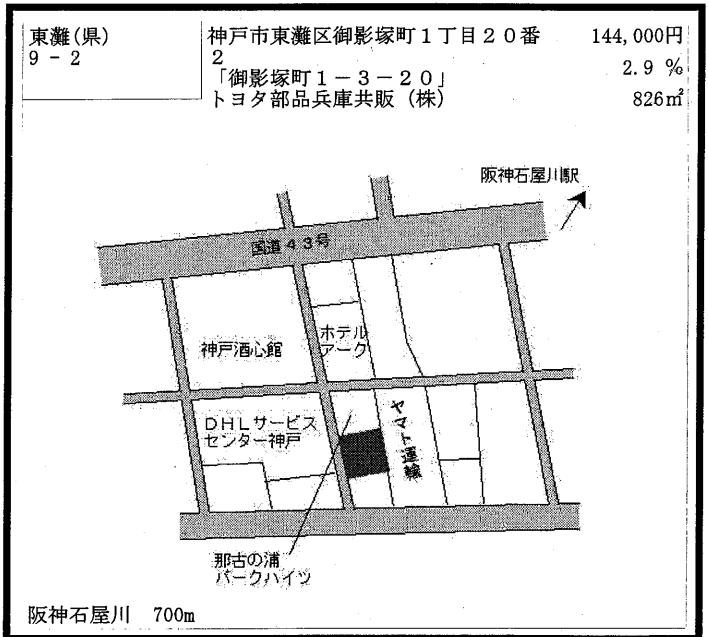 東灘(県)
9 - 2
神戸市東灘区御影塚町1丁目20番
2
「御影塚町1-3-20」
トヨタ部品兵庫共販(株)
144,000円
2.9 %
826㎡
阪神石屋川駅
国道43号
神戸酒心館
ホテル
アーク
DHLサービス
センター神戸
ヤマト運輸
那古の浦
パークハイツ
阪神石屋川 700m